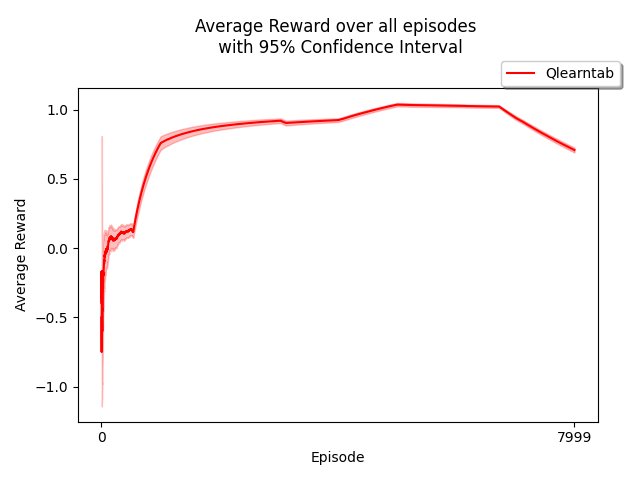 Average Reward over all episodes
with 95% Confidence Interval
Qlearntab
1.0
0.5
0.0
−0.5
−1.0
Average Reward
0
7999
Episode